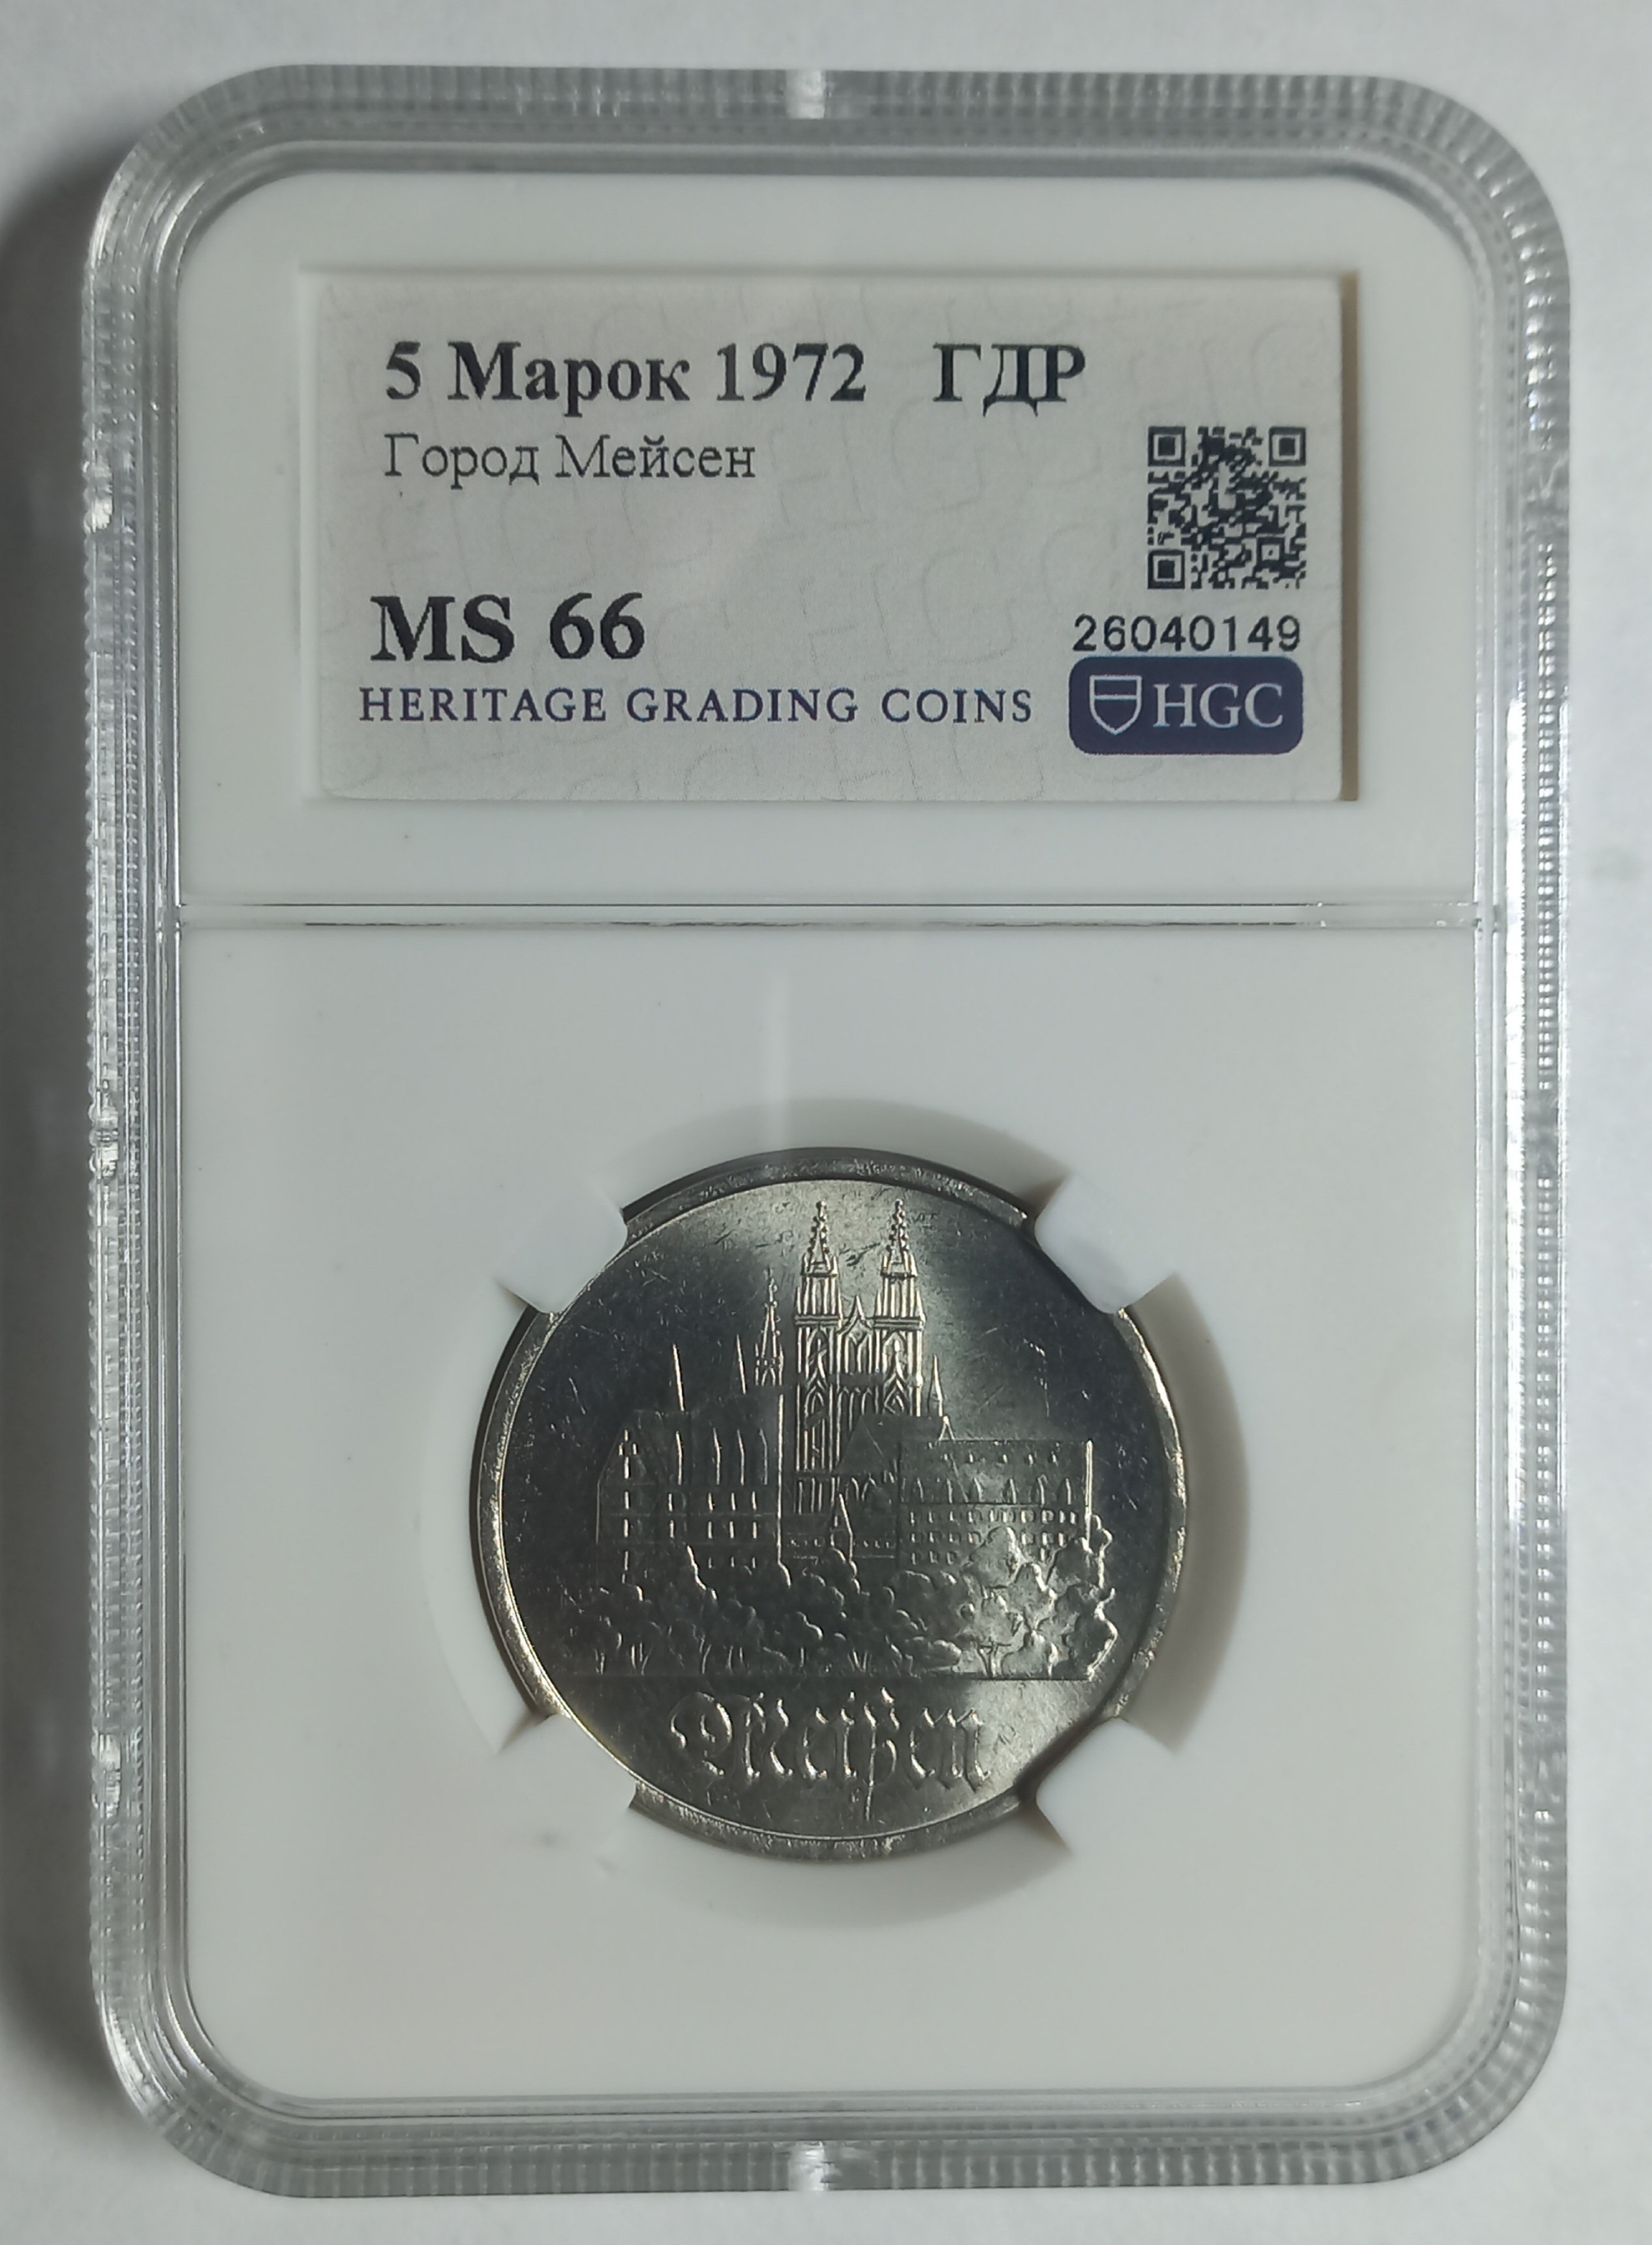 5 Марок 1972 ГДР
Город Мейсен
MS 66
26040149
HERITAGE GRADING COINS
HGC
Meißen